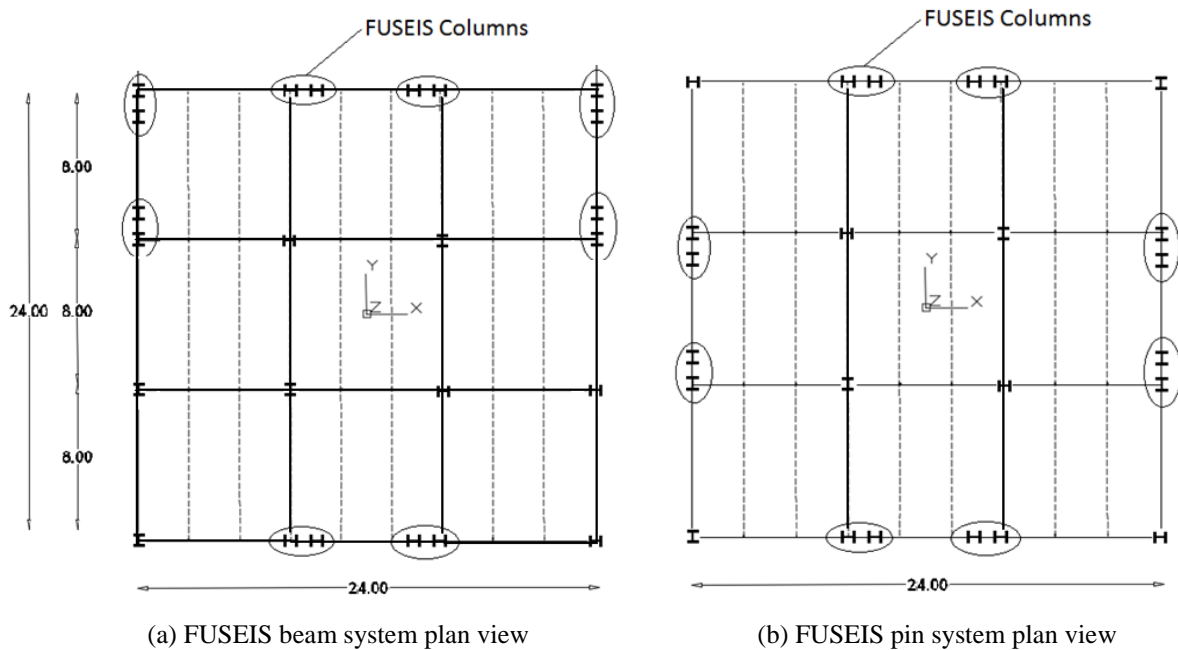 FUSEIS Columns
FUSEIS Columns
8.00
24.00
8.00
8.00
Y
Z
X
24.00
Y
Z
X
24.00
(a) FUSEIS beam system plan view
(b) FUSEIS pin system plan view